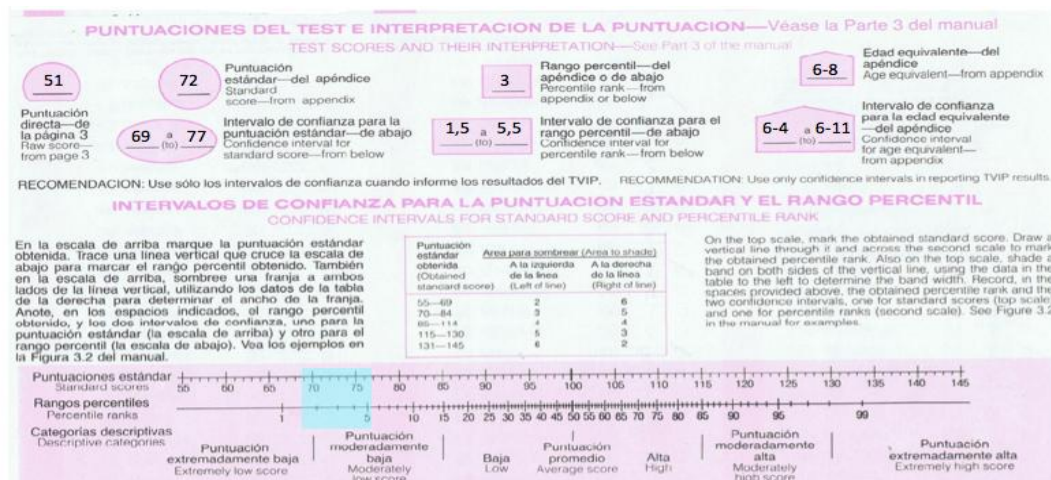 PUNTUACIONES DEL TEST E INTERPRETACION DE LA PUNTUACION—Véase la Parte 3 del manual
TEST SCORES AND THEIR INTERPRETATION—See Part 3 of the manual
51
Puntuación directa—de la página 3
Raw score—from page 3
72
Puntuación estándar—del apéndice
Standard score—from appendix
3
Rango percentil—del apéndice o de abajo
Percentile rank—from appendix or below
6-8
Edad equivalente—del apéndice
Age equivalent—from appendix
69 a (to) 77
Intervalo de confianza para la puntuación estándar—de abajo
Confidence interval for standard score—from below
1,5 a (to) 5,5
Intervalo de confianza para el rango percentil—de abajo
Confidence interval for percentile rank—from below
6-4 a (to) 6-11
Intervalo de confianza para la edad equivalente—del apéndice
Confidence interval for age equivalent—from appendix
RECOMENDACION: Use sólo los intervalos de confianza cuando informe los resultados del TVIP. RECOMMENDATION: Use only confidence intervals in reporting TVIP results.
INTERVALOS DE CONFIANZA PARA LA PUNTUACION ESTANDAR Y EL RANGO PERCENTIL
CONFIDENCE INTERVALS FOR STANDARD SCORE AND PERCENTILE RANK
En la escala de arriba marque la puntuación estándar
obtenida. Trace una línea vertical que cruce la escala de
abajo para marcar el rango percentil obtenido. También
en la escala de arriba, sombree una franja a ambos
lados de la línea vertical, utilizando los datos de la tabla
de la derecha para determinar el ancho de la franja.
Anote, en los espacios indicados, el rango percentil
obtenido, y los dos intervalos de confianza, uno para la
puntuación estándar (la escala de arriba) y otro para el
rango percentil (la escala de abajo). Vea los ejemplos en
la Figura 3.2 del manual.
Puntuación estándar obtenida (Obtained standard score)
Area para sombrear (Area to shade)
A la izquierda de la línea (Left of line)
A la derecha de la línea (Right of line)
55—69 2 6
70—84 3 5
85—114 4 4
115—130 5 3
131—145 6 2
On the top scale, mark the obtained standard score. Draw a
vertical line through it and across the second scale to mark
the obtained percentile rank. Also on the top scale, shade a
band on both sides of the vertical line, using the data in the
table to the left to determine the band width. Record, in the
spaces provided above, the obtained percentile rank and the
two confidence intervals, one for standard scores (top scale)
and one for percentile ranks (second scale). See Figure 3.2
in the manual for examples.
Puntuaciones estándar
Standard scores
55 60 65 70 75 80 85 90 95 100 105 110 115 120 125 130 135 140 145
Rangos percentiles
Percentile ranks
1 5 10 15 20 25 30 35 40 45 50 55 60 65 70 75 80 85 90 95 99
Categorías descriptivas
Descriptive categories
Puntuación extremadamente baja
Extremely low score
Puntuación moderadamente baja
Moderately low score
Baja
Low
Puntuación promedio
Average score
Alta
High
Puntuación moderadamente alta
Moderately high score
Puntuación extremadamente alta
Extremely high score